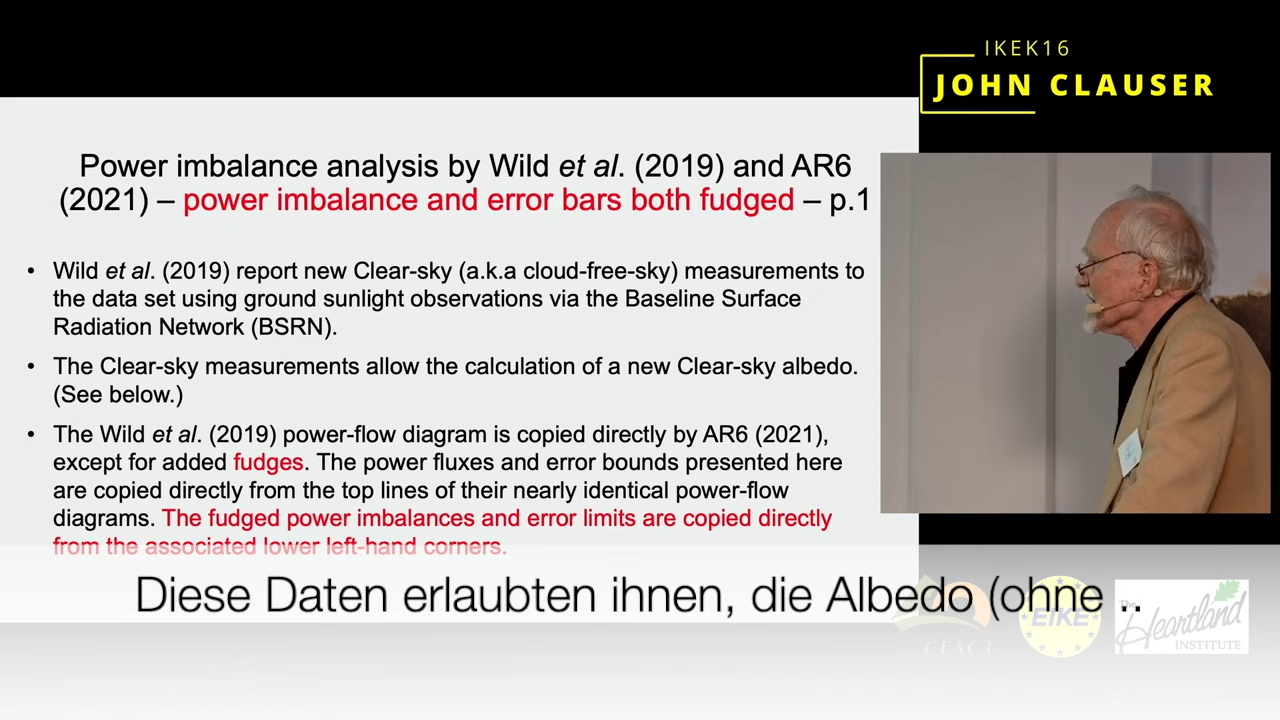 IKEK16
JOHN CLAUSER
Power imbalance analysis by Wild et al. (2019) and AR6
(2021) – power imbalance and error bars both fudged – p.1
• Wild et al. (2019) report new Clear-sky (a.k.a cloud-free-sky) measurements to
the data set using ground sunlight observations via the Baseline Surface
Radiation Network (BSRN).
• The Clear-sky measurements allow the calculation of a new Clear-sky albedo.
(See below.)
• The Wild et al. (2019) power-flow diagram is copied directly by AR6 (2021),
except for added fudges. The power fluxes and error bounds presented here
are copied directly from the top lines of their nearly identical power-flow
diagrams. The fudged power imbalances and error limits are copied directly
from the associated lower left-hand corners.
Diese Daten erlaubten ihnen, die Albedo (ohne ..
CFACT
EIKE
The
Heartland
INSTITUTE